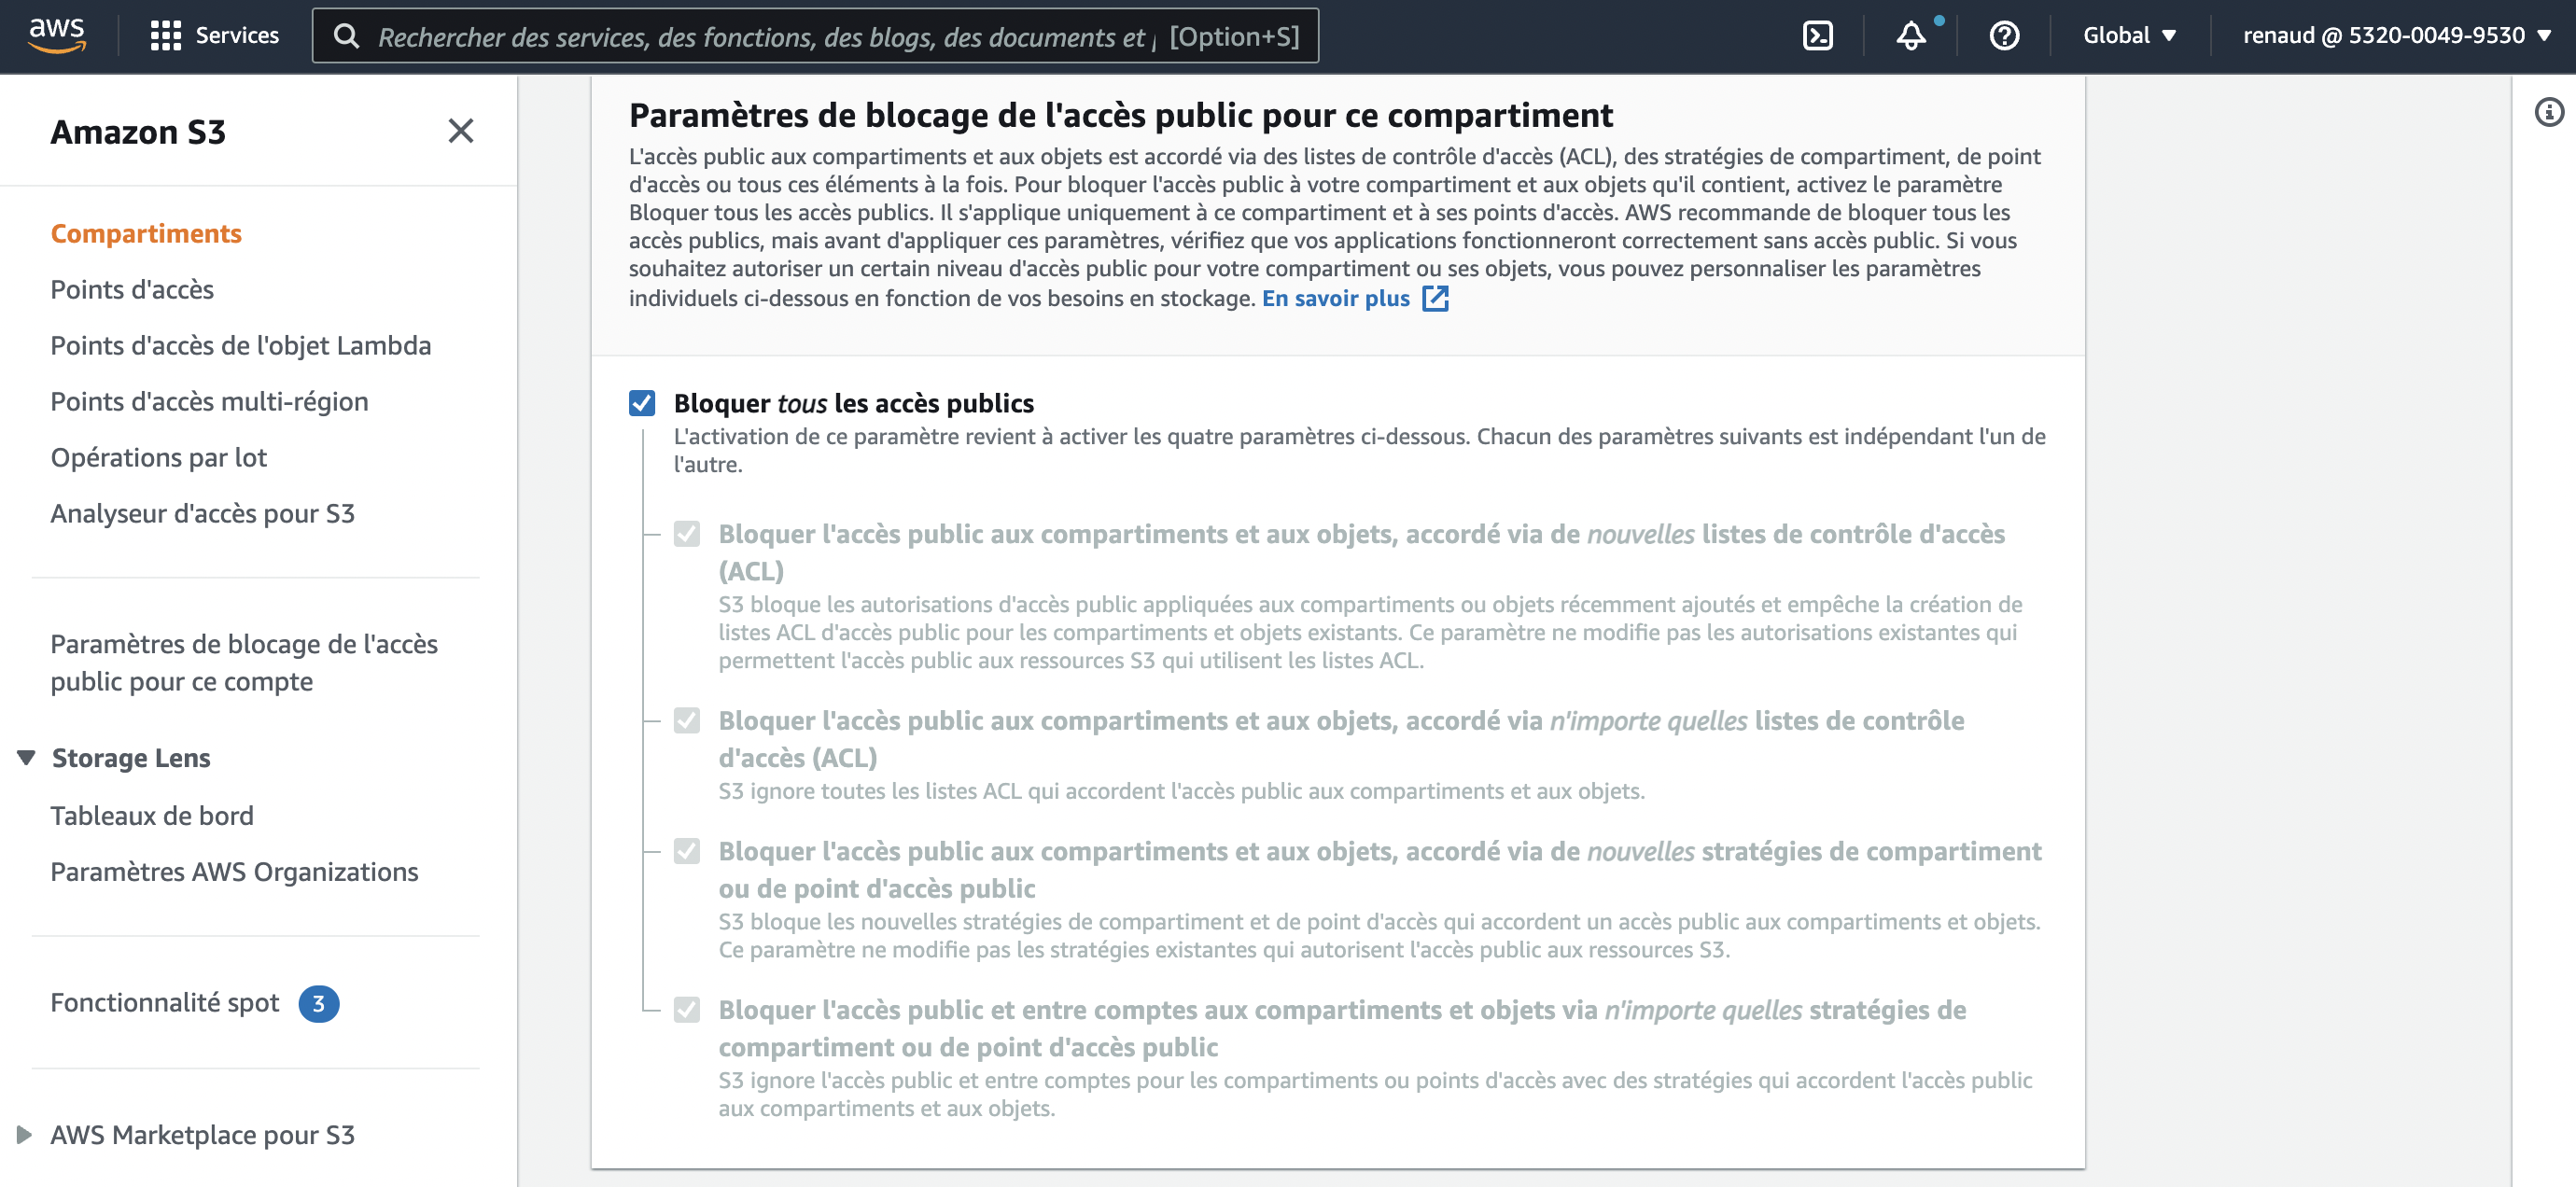 aws
Services
Rechercher des services, des fonctions, des blogs, des documents et
[Option+S]
Global
renaud @ 5320-0049-9530
Amazon S3
Compartiments
Points d'accès
Points d'accès de l'objet Lambda
Points d'accès multi-région
Opérations par lot
Analyseur d'accès pour S3
Paramètres de blocage de l'accès
public pour ce compte
Storage Lens
Tableaux de bord
Paramètres AWS Organizations
Fonctionnalité spot 3
AWS Marketplace pour S3
Paramètres de blocage de l'accès public pour ce compartiment
L'accès public aux compartiments et aux objets est accordé via des listes de contrôle d'accès (ACL), des stratégies de compartiment, de point
d'accès ou tous ces éléments à la fois. Pour bloquer l'accès public à votre compartiment et aux objets qu'il contient, activez le paramètre
Bloquer tous les accès publics. Il s'applique uniquement à ce compartiment et à ses points d'accès. AWS recommande de bloquer tous les
accès publics, mais avant d'appliquer ces paramètres, vérifiez que vos applications fonctionneront correctement sans accès public. Si vous
souhaitez autoriser un certain niveau d'accès public pour votre compartiment ou ses objets, vous pouvez personnaliser les paramètres
individuels ci-dessous en fonction de vos besoins en stockage. En savoir plus
Bloquer tous les accès publics
L'activation de ce paramètre revient à activer les quatre paramètres ci-dessous. Chacun des paramètres suivants est indépendant l'un de
l'autre.
Bloquer l'accès public aux compartiments et aux objets, accordé via de nouvelles listes de contrôle d'accès
(ACL)
S3 bloque les autorisations d'accès public appliquées aux compartiments ou objets récemment ajoutés et empêche la création de
listes ACL d'accès public pour les compartiments et objets existants. Ce paramètre ne modifie pas les autorisations existantes qui
permettent l'accès public aux ressources S3 qui utilisent les listes ACL.
Bloquer l'accès public aux compartiments et aux objets, accordé via n'importe quelles listes de contrôle
d'accès (ACL)
S3 ignore toutes les listes ACL qui accordent l'accès public aux compartiments et aux objets.
Bloquer l'accès public aux compartiments et aux objets, accordé via de nouvelles stratégies de compartiment
ou de point d'accès public
S3 bloque les nouvelles stratégies de compartiment et de point d'accès qui accordent un accès public aux compartiments et objets.
Ce paramètre ne modifie pas les stratégies existantes qui autorisent l'accès public aux ressources S3.
Bloquer l'accès public et entre comptes aux compartiments et objets via n'importe quelles stratégies de
compartiment ou de point d'accès public
S3 ignore l'accès public et entre comptes pour les compartiments ou points d'accès avec des stratégies qui accordent l'accès public
aux compartiments et aux objets.